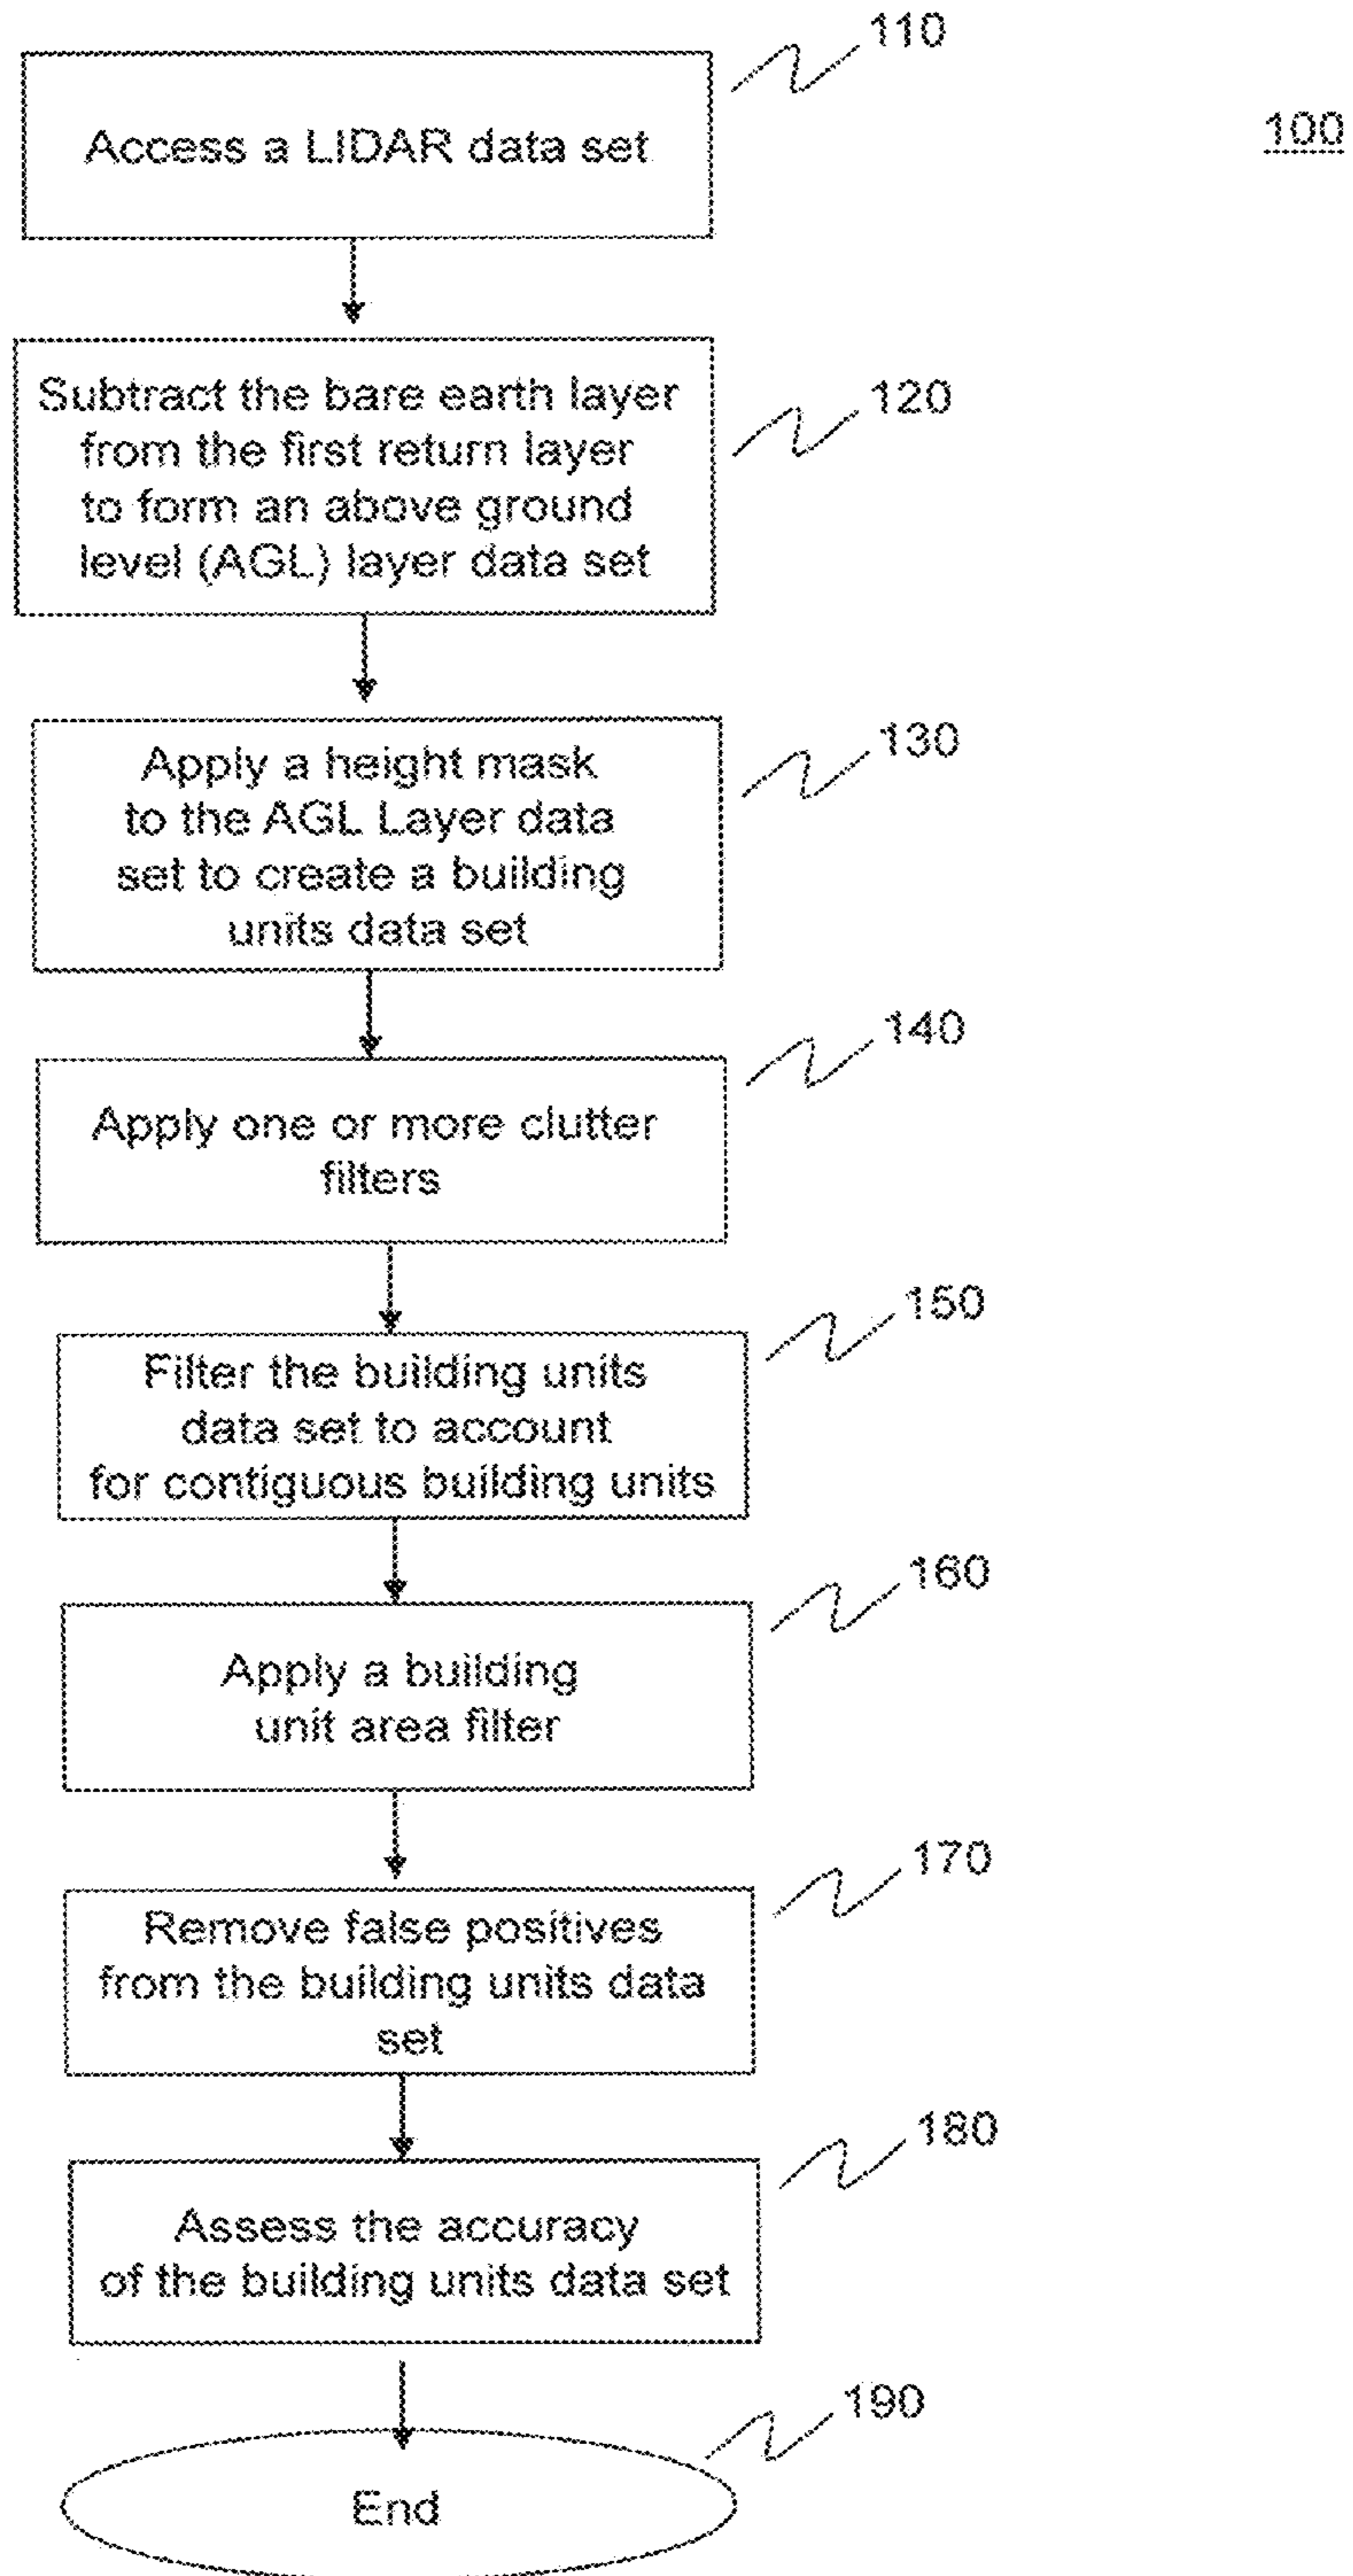 110
100
Access a LIDAR data set
120
Subtract the bare earth layer
from the first return layer
to form an above ground
level (AGL) layer data set
130
Apply a height mask
to the AGL Layer data
set to create a building
units data set
140
Apply one or more clutter
filters
150
Filter the building units
data set to account
for contiguous building units
160
Apply a building
unit area filter
170
Remove false positives
from the building units data
set
180
Assess the accuracy
of the building units data set
190
End